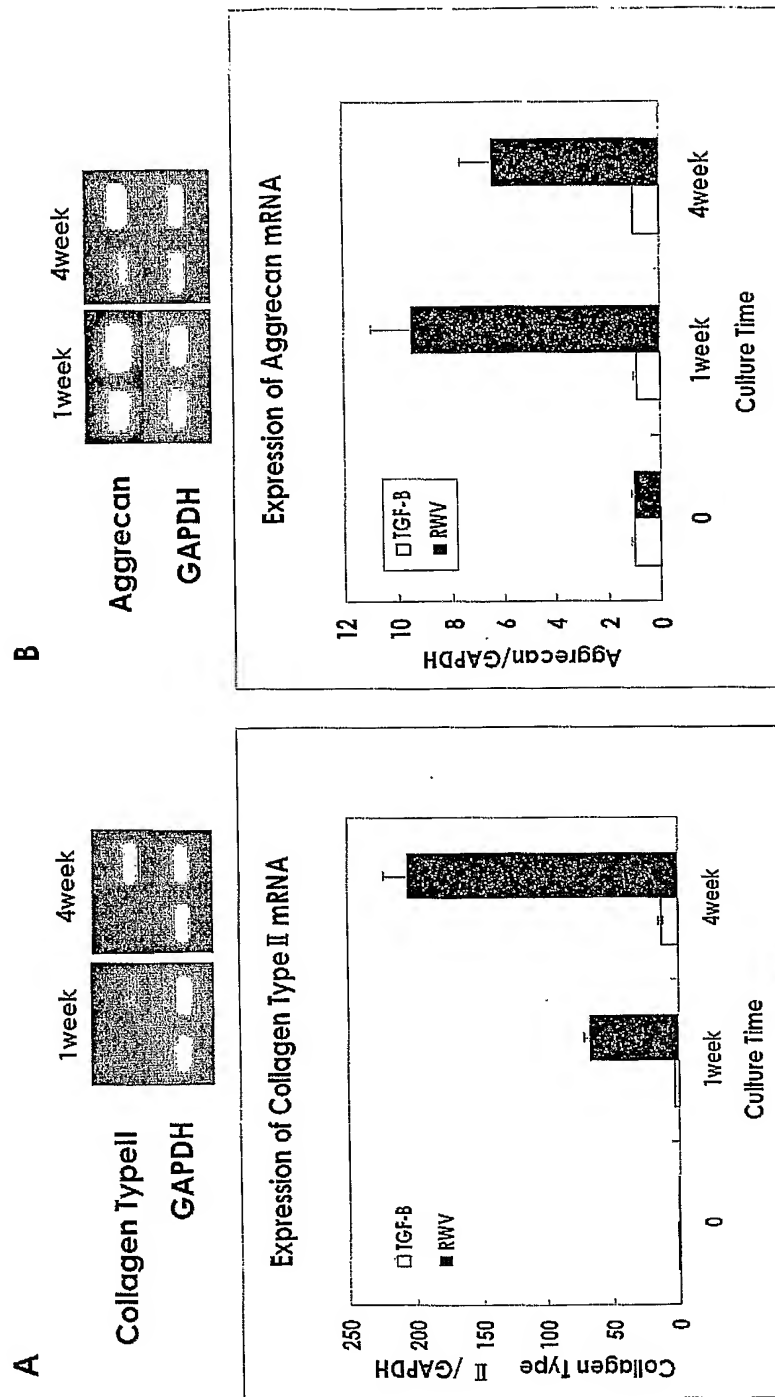 A
1week 4week
Collagen TypeII
GAPDH
Expression of Collagen Type II mRNA
TGF-B
RWV
Collagen Type
II /GAPDH
250
200
150
100
50
0
0 1week 4week
Culture Time
B
1week 4week
Aggrecan
GAPDH
Expression of Aggrecan mRNA
TGF-B
RWV
Aggrecan/GAPDH
12
10
8
6
4
2
0
0 1week 4week
Culture Time